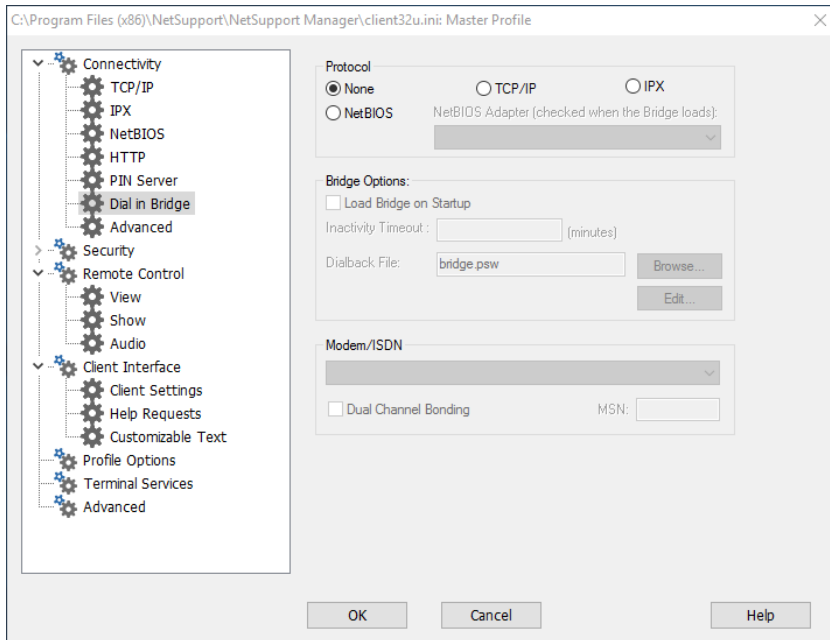 C:\Program Files (x86)\NetSupport\NetSupport Manager\client32u.ini: Master Profile
Connectivity
TCP/IP
IPX
NetBIOS
HTTP
PIN Server
Dial in Bridge
Advanced
Security
Remote Control
View
Show
Audio
Client Interface
Client Settings
Help Requests
Customizable Text
Profile Options
Terminal Services
Advanced
Protocol
None TCP/IP IPX
NetBIOS NetBIOS Adapter (checked when the Bridge loads):
Bridge Options:
Load Bridge on Startup
Inactivity Timeout : (minutes)
Dialback File: bridge.psw Browse...
Edit...
Modem/ISDN
Dual Channel Bonding MSN:
OK Cancel Help